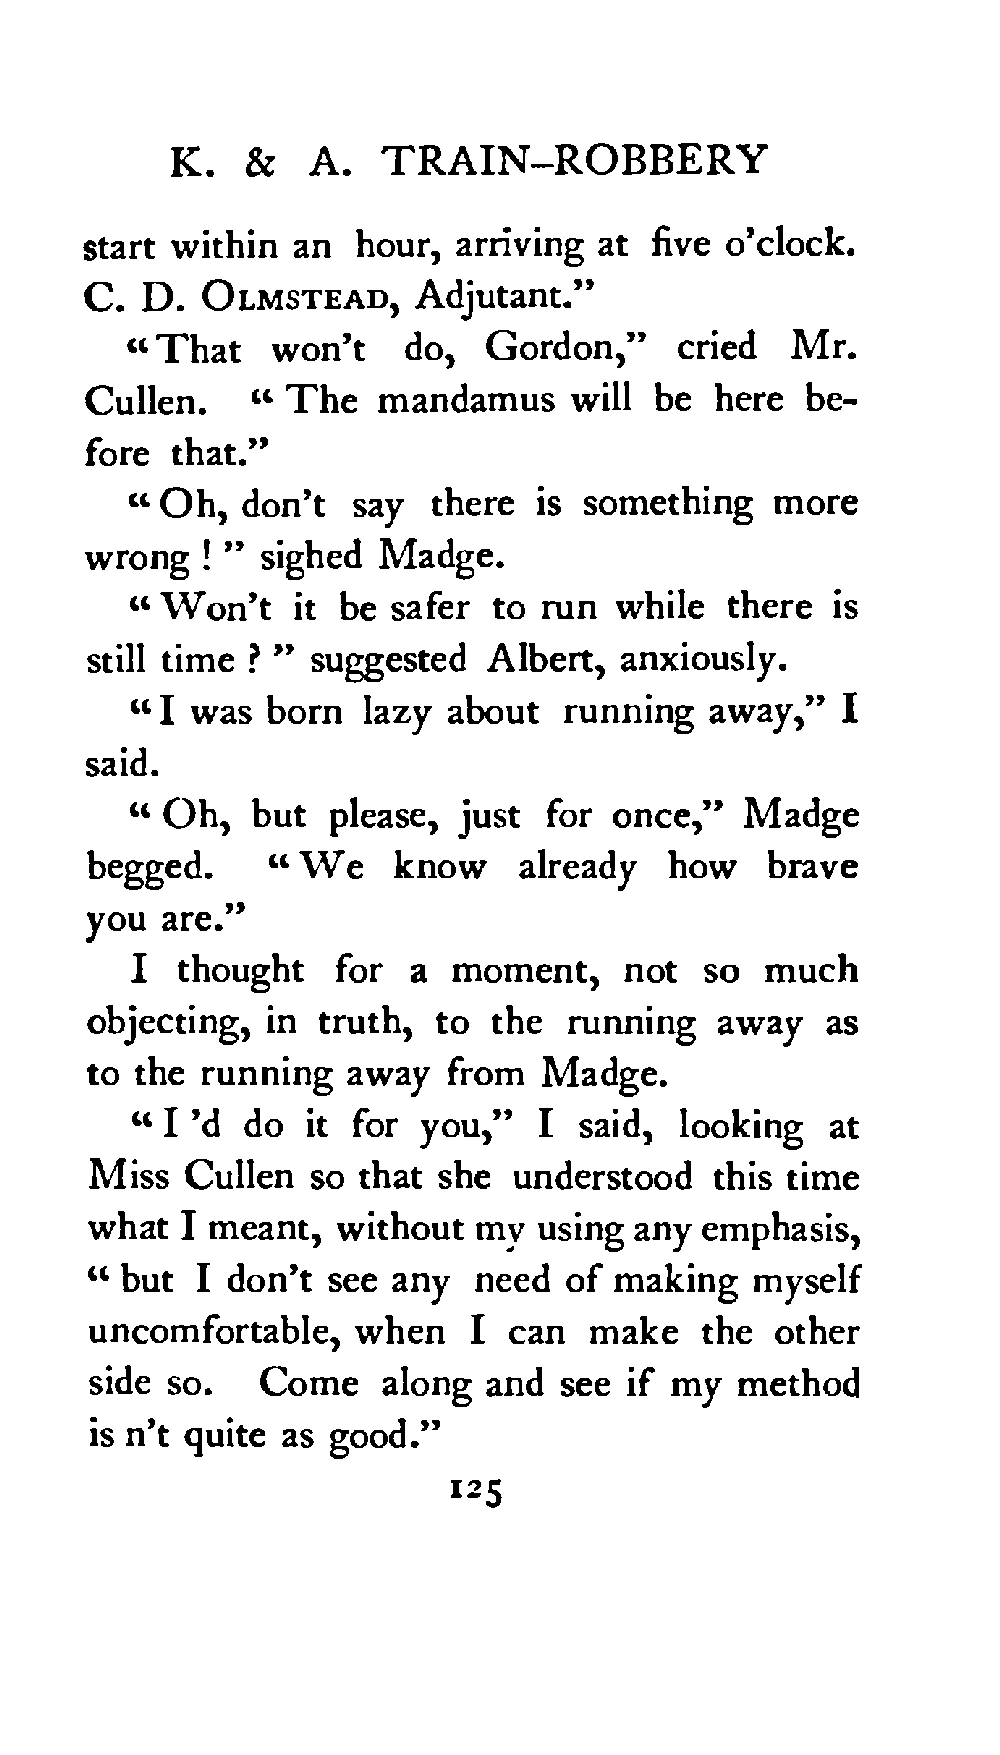 K. & A. TRAIN-ROBBERY
start within an hour, arriving at five o'clock.
C. D. OLMSTEAD, Adjutant."
"That won't do, Gordon," cried Mr.
Cullen. "The mandamus will be here be-
fore that."
"Oh, don't say there is something more
wrong!" sighed Madge.
"Won't it be safer to run while there is
still time?" suggested Albert, anxiously.
"I was born lazy about running away," I
said.
"Oh, but please, just for once," Madge
begged. "We know already how brave
you are."
I thought for a moment, not so much
objecting, in truth, to the running away as
to the running away from Madge.
"I 'd do it for you," I said, looking at
Miss Cullen so that she understood this time
what I meant, without my using any emphasis,
"but I don't see any need of making myself
uncomfortable, when I can make the other
side so. Come along and see if my method
is n't quite as good."
125